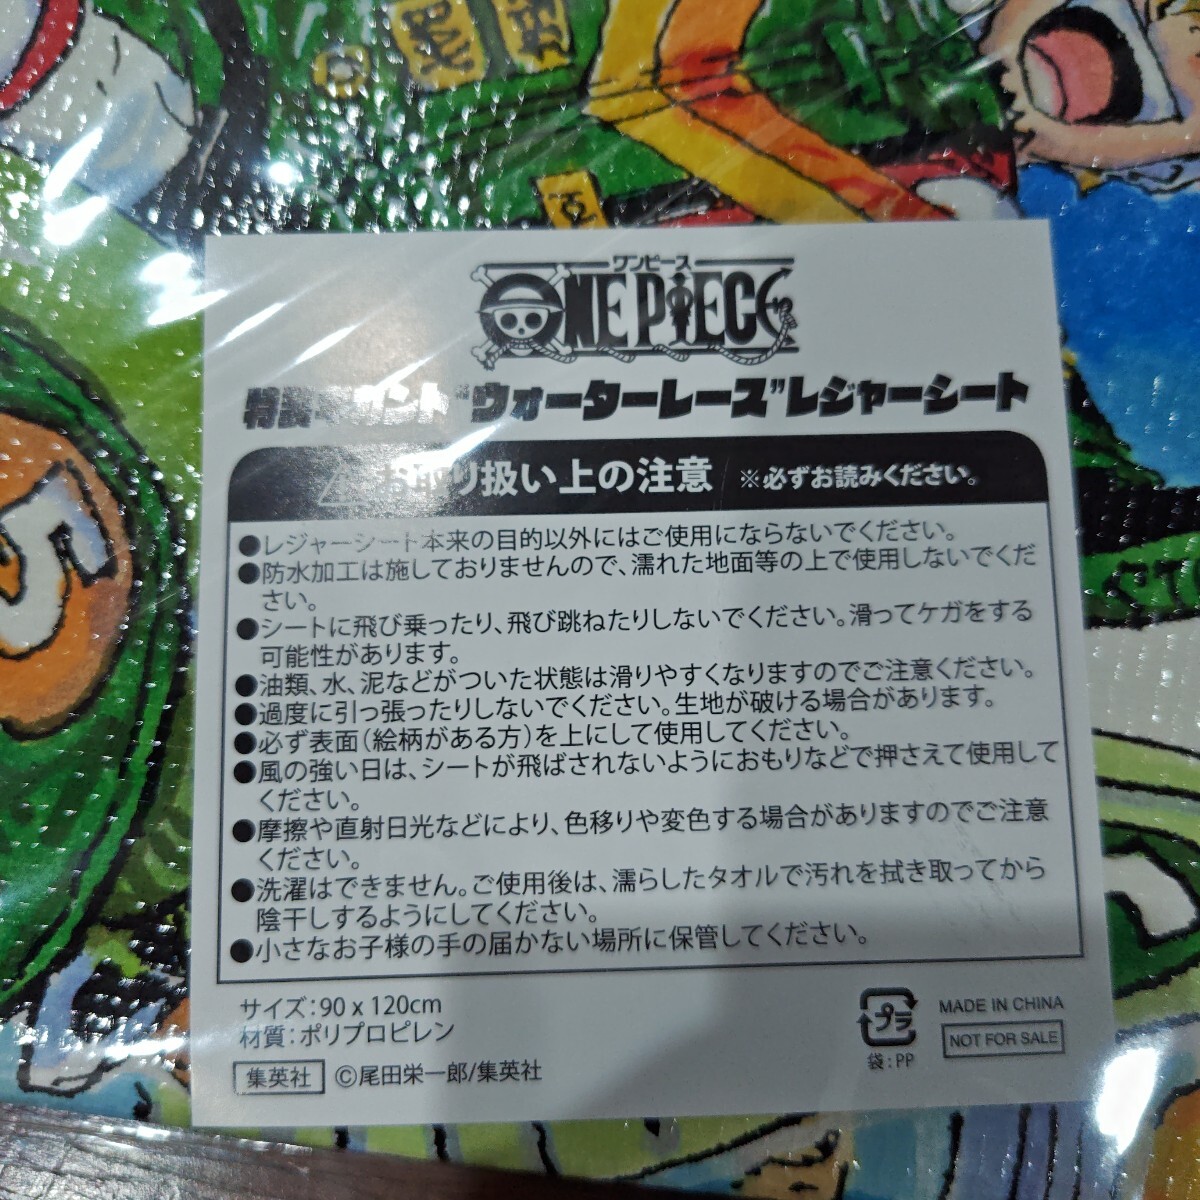 ワンピース
ONE PIECE
"ウォーターレース"レジャーシート
お取り扱い上の注意 ※必ずお読みください。
●レジャーシート本来の目的以外にはご使用にならないでください。
●防水加工は施しておりませんので、濡れた地面等の上で使用しないでくだ
さい。
●シートに飛び乗ったり、飛び跳ねたりしないでください。滑ってケガをする
可能性があります。
●油類、水、泥などがついた状態は滑りやすくなりますのでご注意ください。
●過度に引っ張ったりしないでください。生地が破ける場合があります。
●必ず表面(絵柄がある方)を上にして使用してください。
●風の強い日は、シートが飛ばされないようにおもりなどで押さえて使用して
ください。
●摩擦や直射日光などにより、色移りや変色する場合がありますのでご注意
ください。
●洗濯はできません。ご使用後は、濡らしたタオルで汚れを拭き取ってから
陰干しするようにしてください。
●小さなお子様の手の届かない場所に保管してください。
サイズ:90 x 120cm
材質:ポリプロピレン
集英社 ©尾田栄一郎/集英社
プラ
袋:PP
MADE IN CHINA
NOT FOR SALE